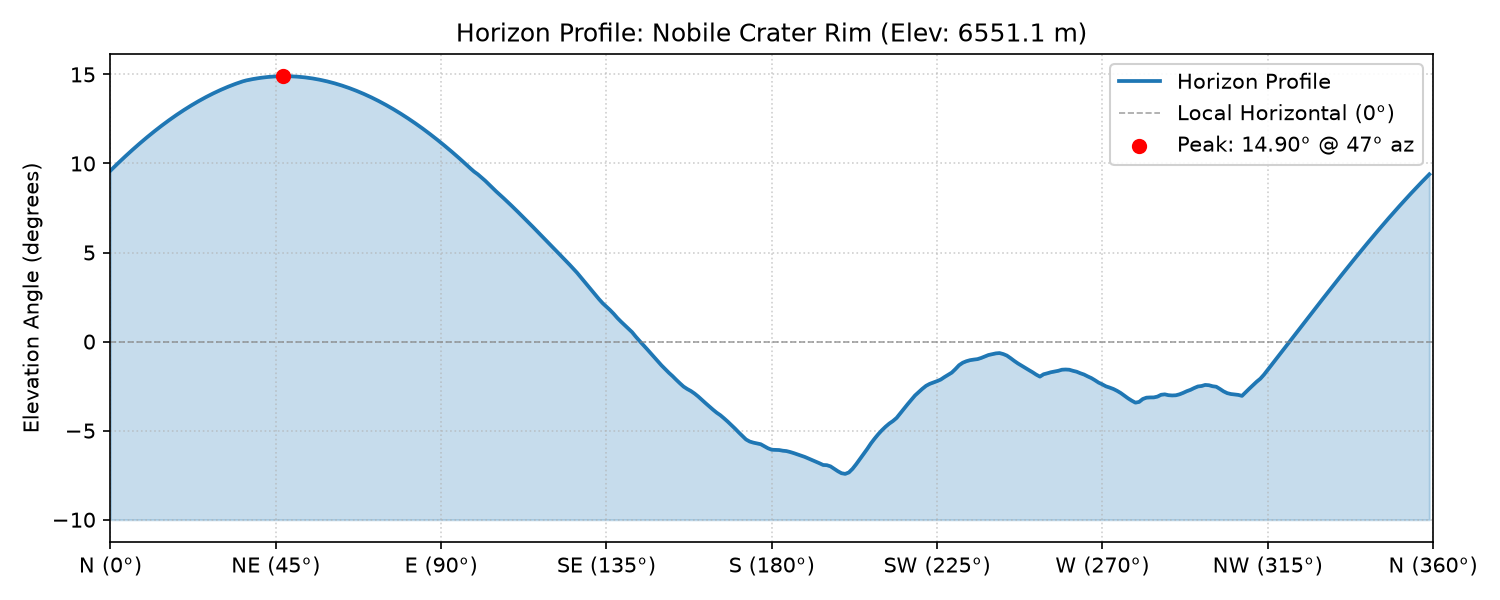 Horizon Profile: Nobile Crater Rim (Elev: 6551.1 m)
Horizon Profile
Local Horizontal (0°)
Peak: 14.90° @ 47° az
Elevation Angle (degrees)
15
10
5
0
−5
−10
N (0°) NE (45°) E (90°) SE (135°) S (180°) SW (225°) W (270°) NW (315°) N (360°)